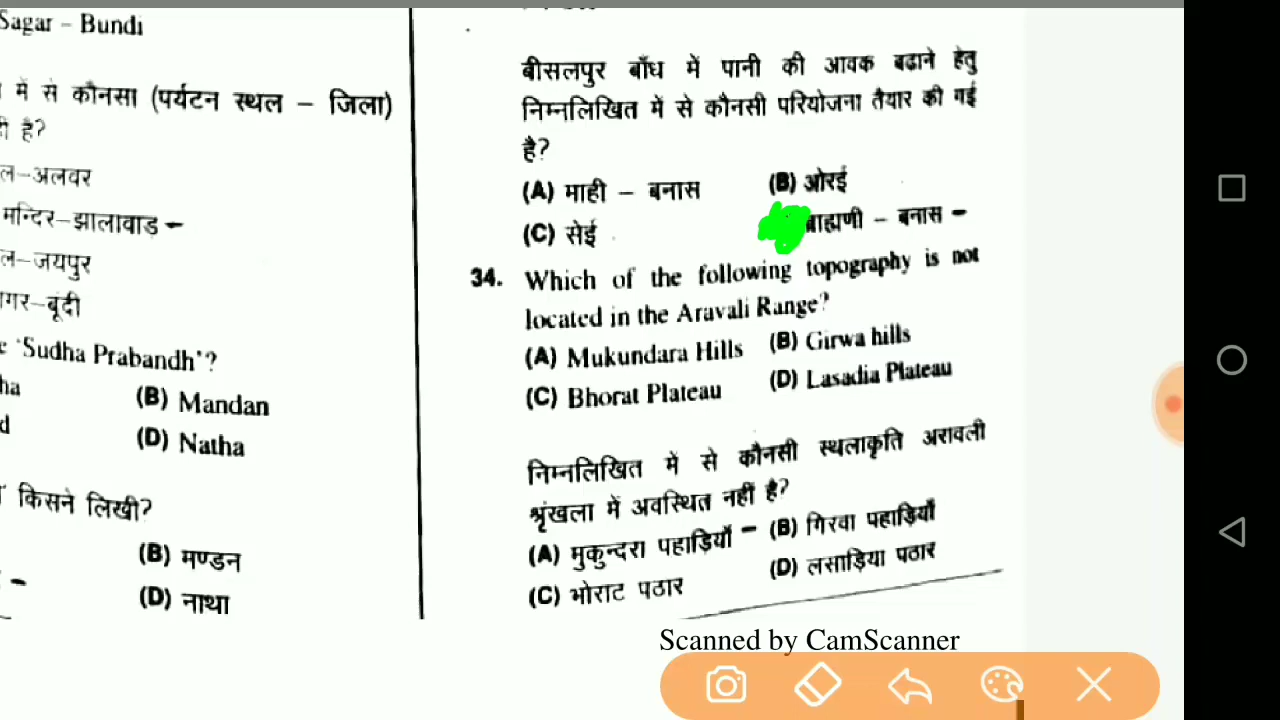 Sagar – Bundi
में से कौनसा (पर्यटन स्थल – जिला)
है?
ल–अलवर
मन्दिर–झालावाड़
ल–जयपुर
गर–बूंदी
'Sudha Prabandh'?
(B) Mandan
(D) Natha
किसने लिखी?
(B) मण्डन
(D) नाथा
बीसलपुर बाँध में पानी की आवक बढ़ाने हेतु
निम्नलिखित में से कौनसी परियोजना तैयार की गई
है?
(A) माही – बनास (B) ओरई
(C) सेई ब्राह्मणी – बनास
34. Which of the following topography is not
located in the Aravali Range?
(A) Mukundara Hills (B) Girwa hills
(C) Bhorat Plateau (D) Lasadia Plateau
निम्नलिखित में से कौनसी स्थलाकृति अरावली
श्रृंखला में अवस्थित नहीं है?
(A) मुकुन्दरा पहाड़ियाँ (B) गिरवा पहाड़ियाँ
(C) भोराट पठार (D) लसाड़िया पठार
Scanned by CamScanner